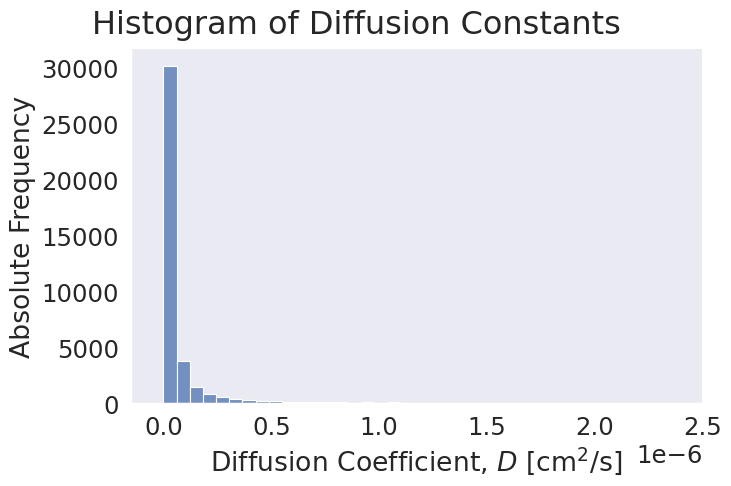 Histogram of Diffusion Constants
Absolute Frequency
30000
25000
20000
15000
10000
5000
0
0.0 0.5 1.0 1.5 2.0 2.5
1e−6
Diffusion Coefficient, D [cm²/s]